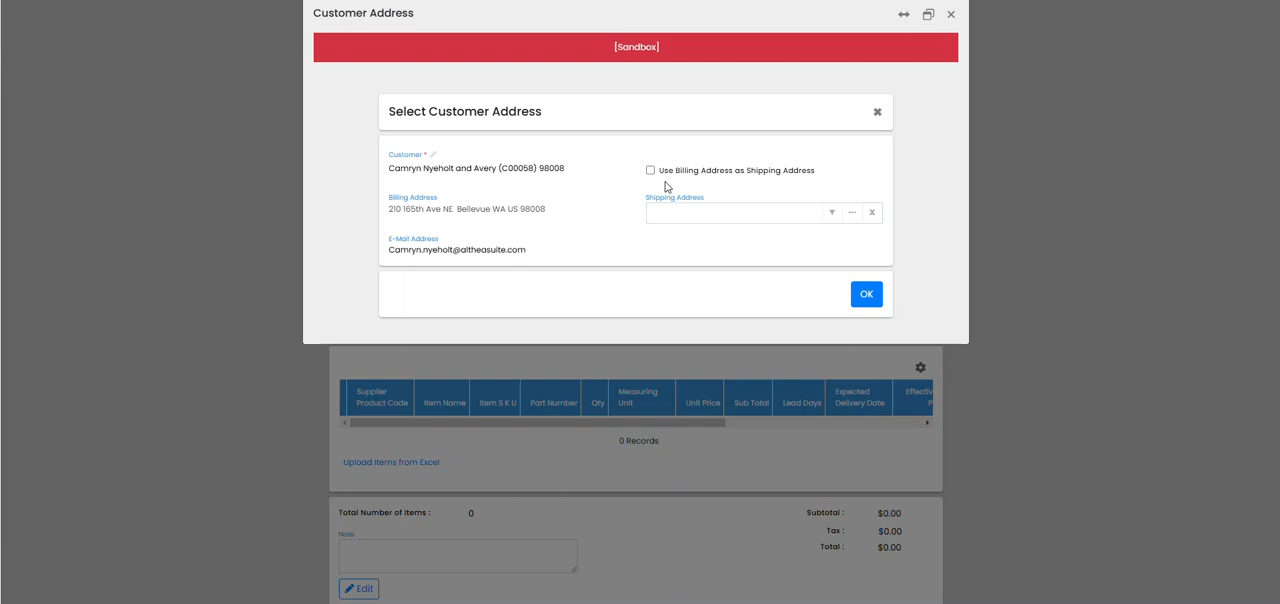 Customer Address
[Sandbox]
Select Customer Address
Customer *
Camryn Nyeholt and Avery (C00058) 98008
Use Billing Address as Shipping Address
Billing Address
210 165th Ave NE Bellevue WA US 98008
Shipping Address
E-Mail Address
Camryn.nyeholt@altheasuite.com
OK
Supplier Product Code
Item Name
Item S K U
Part Number
Qty
Measuring Unit
Unit Price
Sub Total
Lead Days
Expected Delivery Date
Effectiv
P
0 Records
Upload Items from Excel
Total Number of Items : 0
Subtotal : $0.00
Tax : $0.00
Total : $0.00
Note
Edit